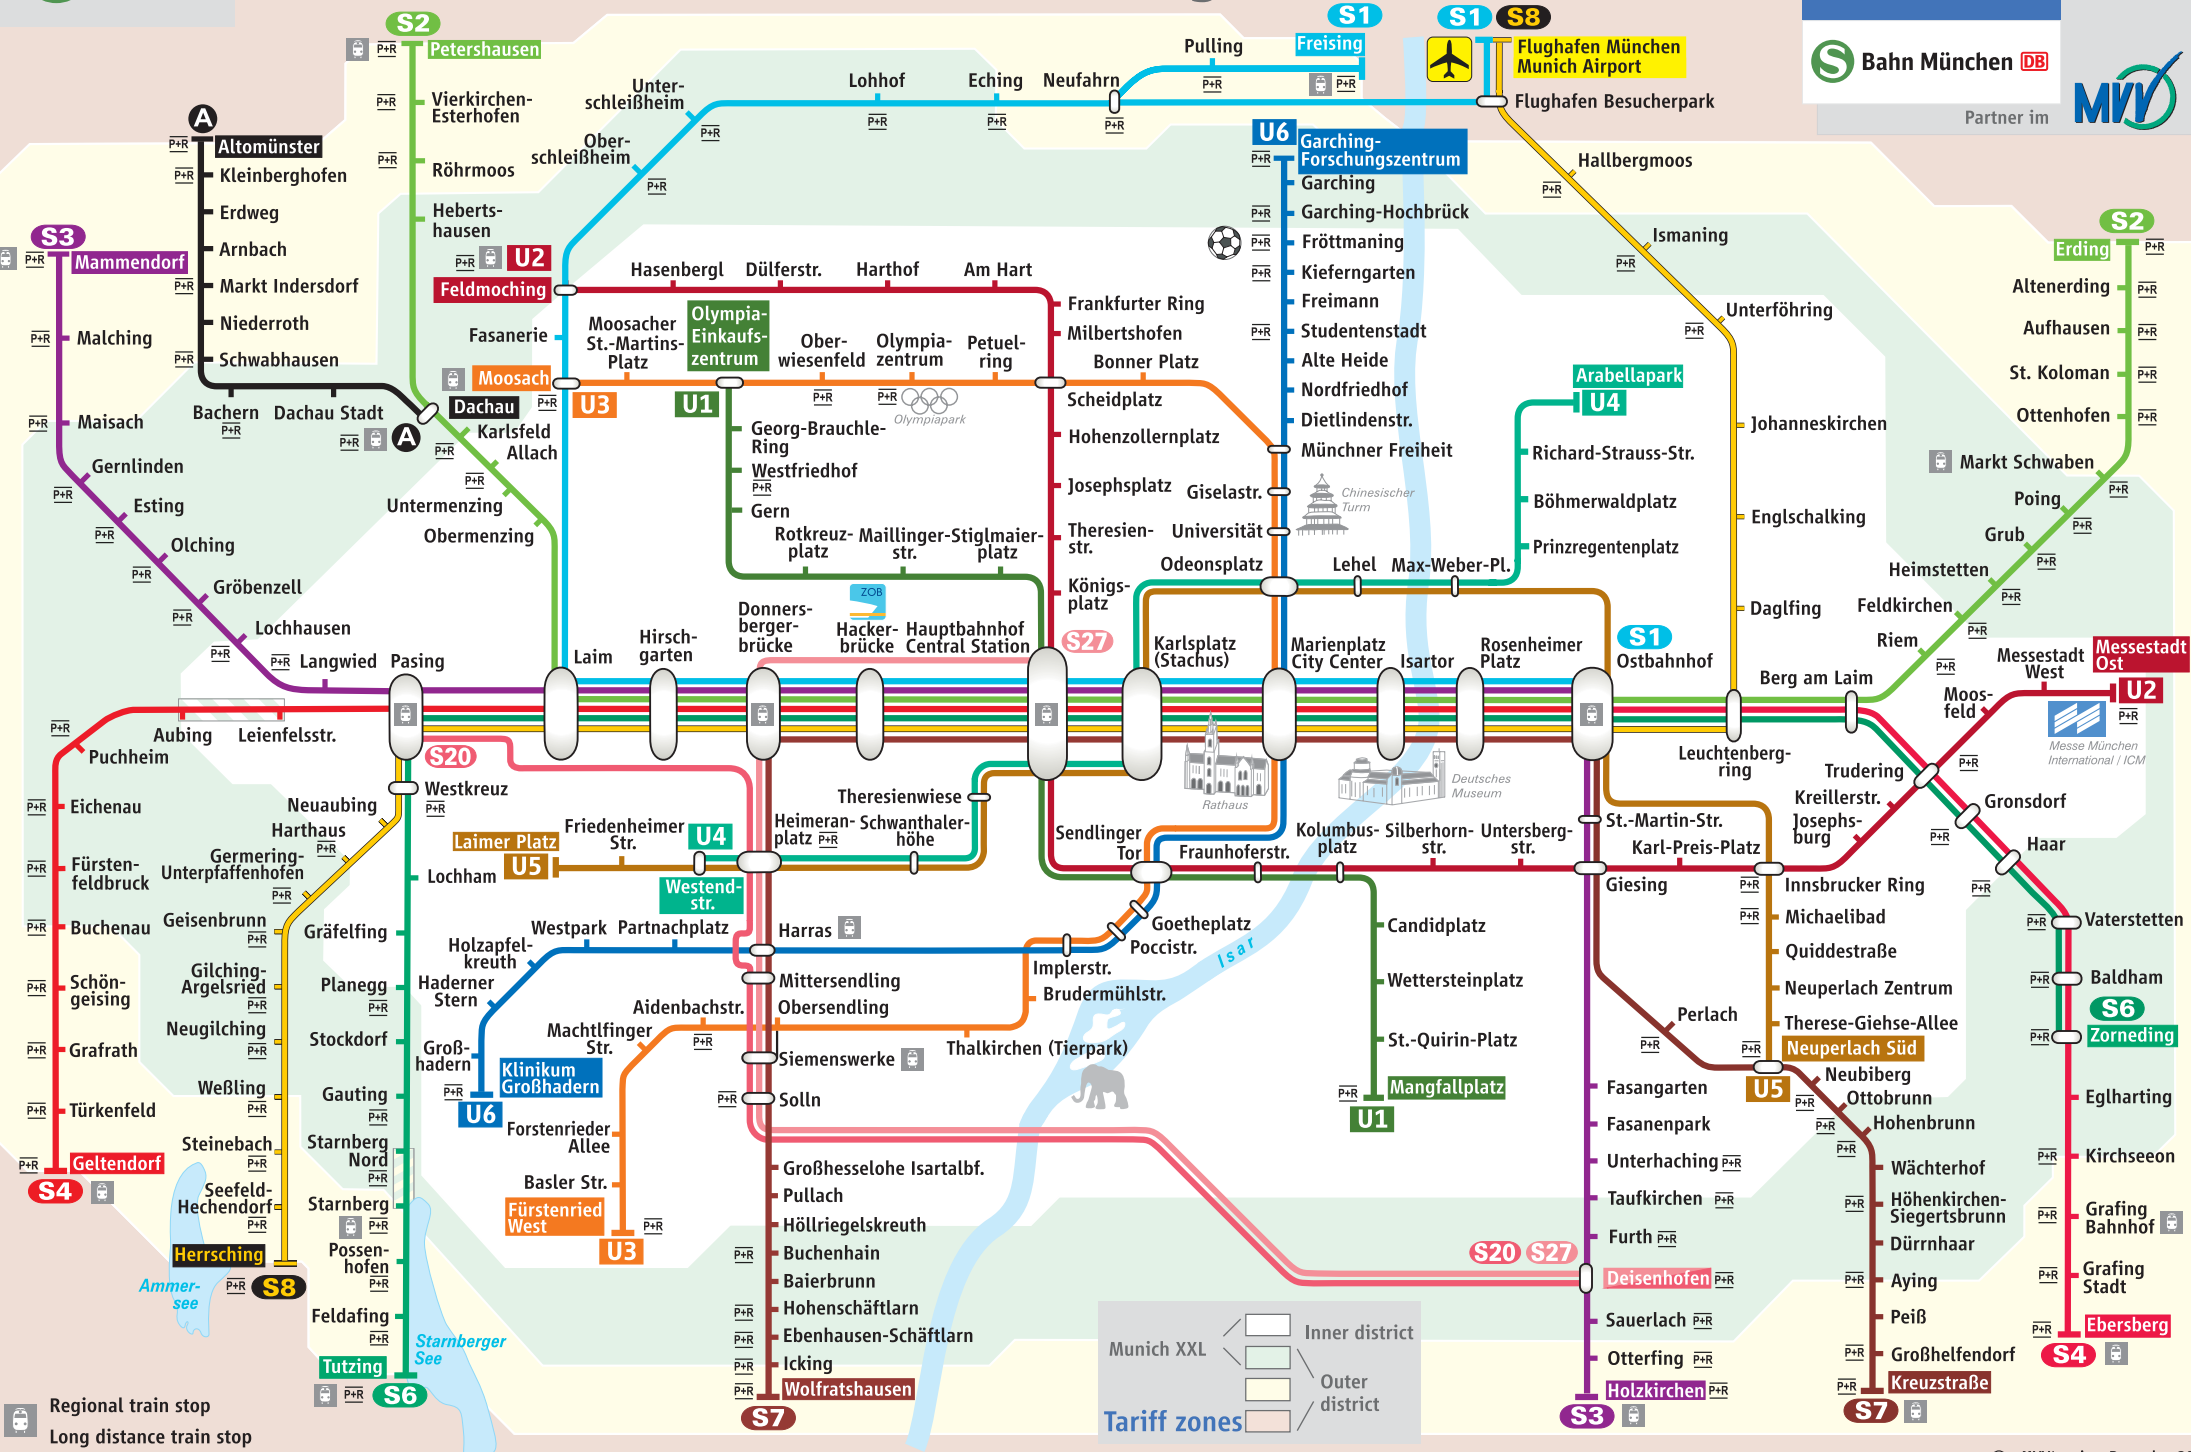 S2
Petershausen
P+R
Vierkirchen-
Esterhofen
P+R
Röhrmoos
P+R
Heberts-
hausen
A
Altomünster
P+R
Kleinberghofen
P+R
Erdweg
Arnbach
Markt Indersdorf
P+R
Niederroth
Schwabhausen
P+R
Bachern
P+R
Dachau Stadt
P+R
A
Dachau
Karlsfeld
P+R
Allach
P+R
Untermenzing
Obermenzing
S3
Mammendorf
P+R
Malching
P+R
Maisach
P+R
Gernlinden
P+R
Esting
P+R
Olching
P+R
Gröbenzell
P+R
Lochhausen
P+R
Langwied
P+R
Pasing
S1
Freising
P+R
Pulling
P+R
Neufahrn
P+R
Eching
P+R
Lohhof
P+R
Unter-
schleißheim
P+R
Ober-
schleißheim
P+R
S1
S8
Flughafen München
Munich Airport
Flughafen Besucherpark
Hallbergmoos
P+R
Ismaning
P+R
Unterföhring
P+R
Johanneskirchen
Englschalking
Daglfing
S Bahn München DB
Partner im
MVV
U6
Garching-
Forschungszentrum
P+R
Garching
Garching-Hochbrück
P+R
Fröttmaning
P+R
Kieferngarten
P+R
Freimann
Studentenstadt
P+R
Alte Heide
Nordfriedhof
Dietlindenstr.
Münchner Freiheit
Giselastr.
Universität
Odeonsplatz
Chinesischer
Turm
P+R
U2
Feldmoching
Hasenbergl
Dülferstr.
Harthof
Am Hart
Frankfurter Ring
Milbertshofen
Scheidplatz
Hohenzollernplatz
Josephsplatz
Theresien-
str.
Königs-
platz
Fasanerie
Moosach
P+R
U3
Moosacher
St.-Martins-
Platz
Olympia-
Einkaufs-
zentrum
U1
Ober-
wiesenfeld
P+R
Olympia-
zentrum
P+R
Olympiapark
Petuel-
ring
Bonner Platz
Georg-Brauchle-
Ring
Westfriedhof
P+R
Gern
Rotkreuz-
platz
Maillinger-
str.
Stiglmaier-
platz
Arabellapark
U4
Richard-Strauss-Str.
Böhmerwaldplatz
Prinzregentenplatz
Max-Weber-Pl.
Lehel
S2
Erding
P+R
Altenerding
P+R
Aufhausen
P+R
St. Koloman
P+R
Ottenhofen
P+R
Markt Schwaben
P+R
Poing
P+R
Grub
P+R
Heimstetten
P+R
Feldkirchen
P+R
Riem
P+R
Berg am Laim
Leuchtenberg-
ring
Laim
Hirsch-
garten
Donners-
berger-
brücke
ZOB
Hacker-
brücke
Hauptbahnhof
Central Station
S27
Karlsplatz
(Stachus)
Marienplatz
City Center
Isartor
Rosenheimer
Platz
S1
Ostbahnhof
Rathaus
Deutsches
Museum
Messestadt
West
Messestadt
Ost
U2
P+R
Moos-
feld
Messe München
International / ICM
Trudering
P+R
Kreillerstr.
Josephs-
burg
Gronsdorf
P+R
Haar
P+R
Vaterstetten
P+R
Baldham
P+R
S6
Zorneding
P+R
Eglharting
Kirchseeon
P+R
Grafing
Bahnhof
P+R
Grafing
Stadt
P+R
Ebersberg
P+R
S4
Aubing
Leienfelsstr.
P+R
Puchheim
Eichenau
P+R
Fürsten-
feldbruck
P+R
Buchenau
P+R
Schön-
geising
P+R
Grafrath
P+R
Türkenfeld
P+R
Geltendorf
P+R
S4
S20
Westkreuz
P+R
Neuaubing
Harthaus
P+R
Germering-
Unterpfaffenhofen
P+R
Geisenbrunn
P+R
Gilching-
Argelsried
P+R
Neugilching
P+R
Weßling
P+R
Steinebach
P+R
Seefeld-
Hechendorf
P+R
Herrsching
P+R
S8
Ammer-
see
Lochham
Gräfelfing
Planegg
P+R
Stockdorf
Gauting
P+R
Starnberg
Nord
P+R
Starnberg
P+R
Possen-
hofen
P+R
Feldafing
P+R
Tutzing
P+R
S6
Starnberger
See
Laimer Platz
U5
Friedenheimer
Str.
U4
Westend-
str.
Heimeran-
platz P+R
Schwanthaler-
höhe
Theresienwiese
Sendlinger
Tor
Fraunhoferstr.
Kolumbus-
platz
Silberhorn-
str.
Untersberg-
str.
St.-Martin-Str.
Giesing
Karl-Preis-Platz
Innsbrucker Ring
P+R
Michaelibad
P+R
Quiddestraße
Neuperlach Zentrum
Therese-Giehse-Allee
Neuperlach Süd
P+R
U5
Candidplatz
Wettersteinplatz
St.-Quirin-Platz
Mangfallplatz
P+R
U1
Goetheplatz
Poccistr.
Implerstr.
Brudermühlstr.
Thalkirchen (Tierpark)
Isar
Harras
Partnachplatz
Westpark
Holzapfel-
kreuth
Haderner
Stern
Groß-
hadern
Klinikum
Großhadern
P+R
U6
Mittersendling
Obersendling
Aidenbachstr.
P+R
Machtlfinger
Str.
Siemenswerke
Solln
P+R
Forstenrieder
Allee
Basler Str.
Fürstenried
West
P+R
U3
Großhesselohe Isartalbf.
Pullach
Höllriegelskreuth
Buchenhain
P+R
Baierbrunn
Hohenschäftlarn
P+R
Ebenhausen-Schäftlarn
P+R
Icking
P+R
Wolfratshausen
P+R
S7
Perlach
P+R
Neubiberg
P+R
Ottobrunn
P+R
Hohenbrunn
P+R
Wächterhof
Höhenkirchen-
Siegertsbrunn
P+R
Dürrnhaar
Aying
P+R
Peiß
Großhelfendorf
P+R
Kreuzstraße
P+R
S7
Fasangarten
Fasanenpark
Unterhaching P+R
Taufkirchen P+R
Furth P+R
S20 S27
Deisenhofen P+R
Sauerlach P+R
Otterfing P+R
Holzkirchen P+R
S3
Munich XXL
Inner district
Outer
district
Tariff zones
Regional train stop
Long distance train stop